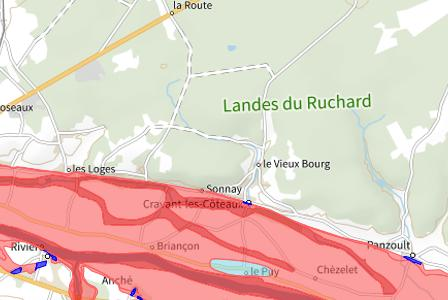 la Route
oseaux
Landes du Ruchard
les Loges
le Vieux Bourg
Sonnay
Cravant-les-Côteaux
Rivière
Briançon
Panzoult
le Puy
Chézelet
Anché